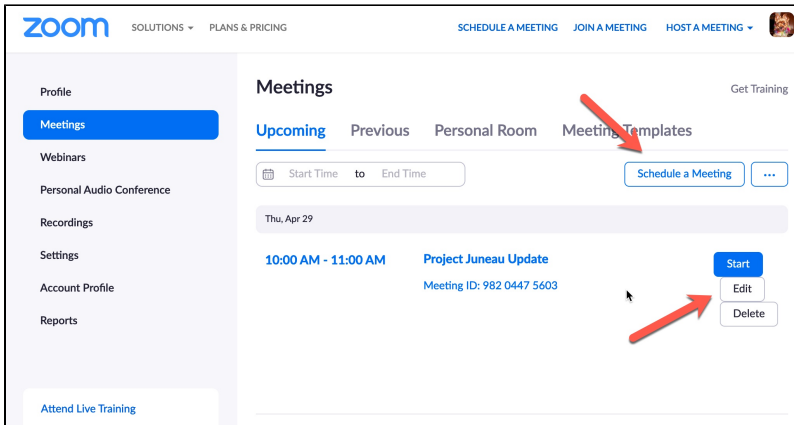 zoom SOLUTIONS PLANS & PRICING SCHEDULE A MEETING JOIN A MEETING HOST A MEETING
Profile
Meetings
Webinars
Personal Audio Conference
Recordings
Settings
Account Profile
Reports
Attend Live Training
Meetings Get Training
Upcoming Previous Personal Room Meeting Templates
Start Time to End Time Schedule a Meeting ...
Thu, Apr 29
10:00 AM - 11:00 AM Project Juneau Update Start
Meeting ID: 982 0447 5603 Edit
Delete